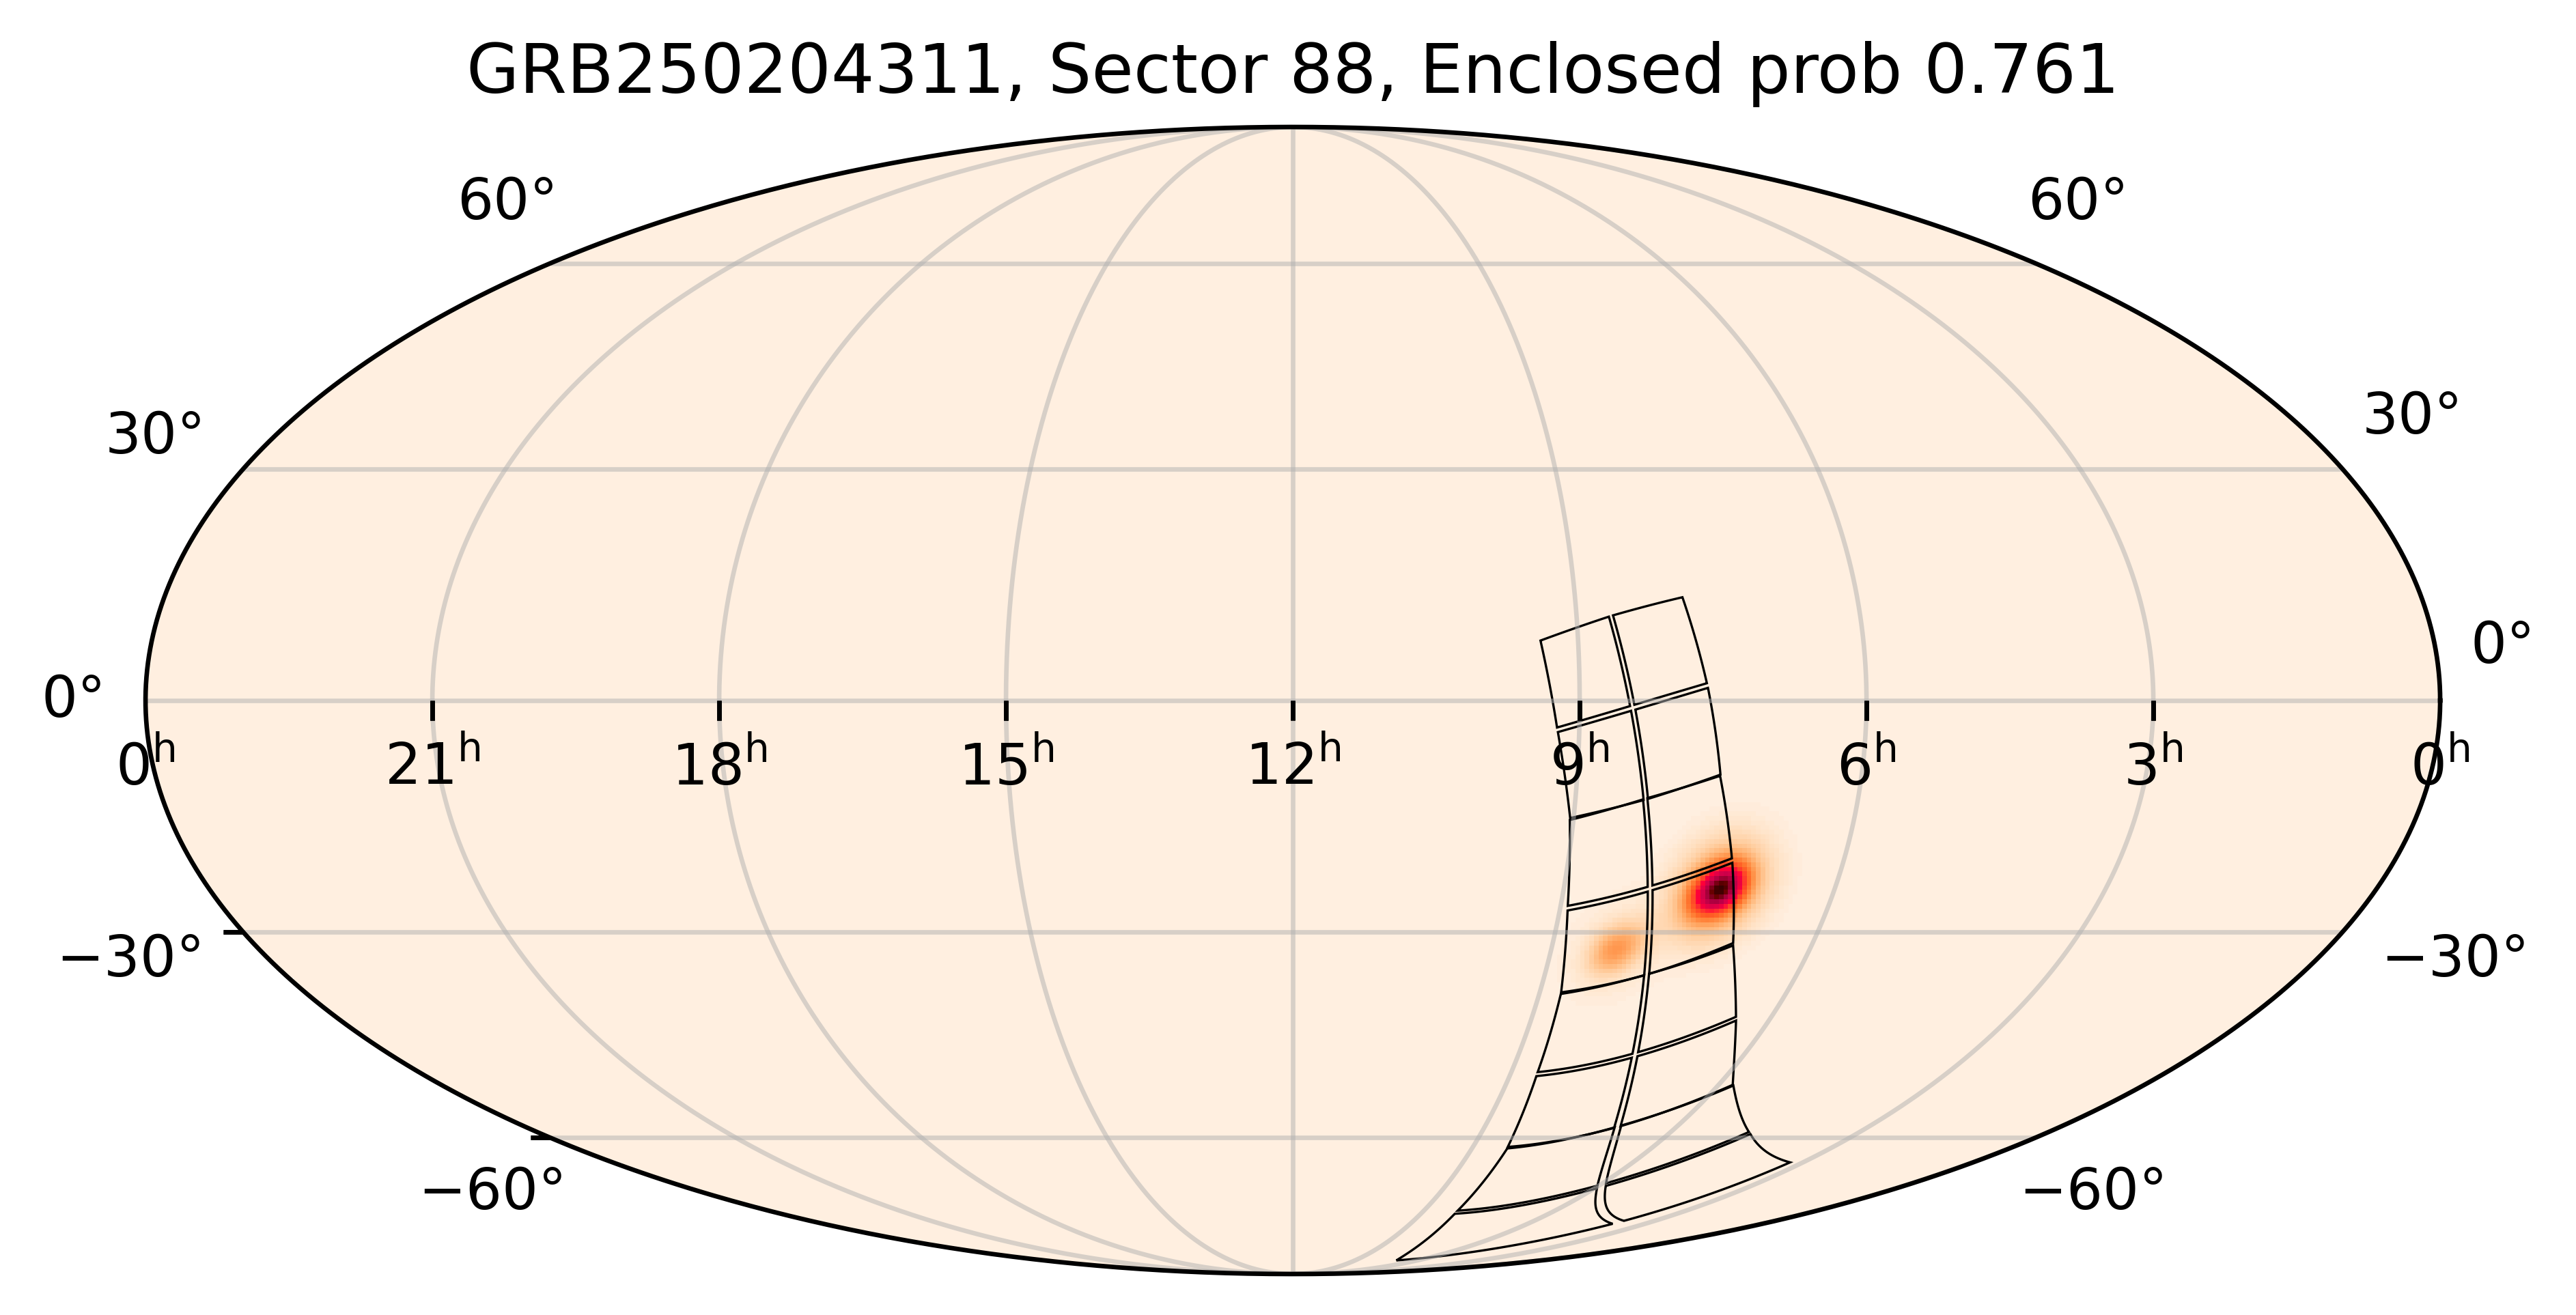 GRB250204311, Sector 88, Enclosed prob 0.761
60° 60°
30° 30°
0° 0°
0h 21h 18h 15h 12h 9h 6h 3h 0h
−30° −30°
−60° −60°